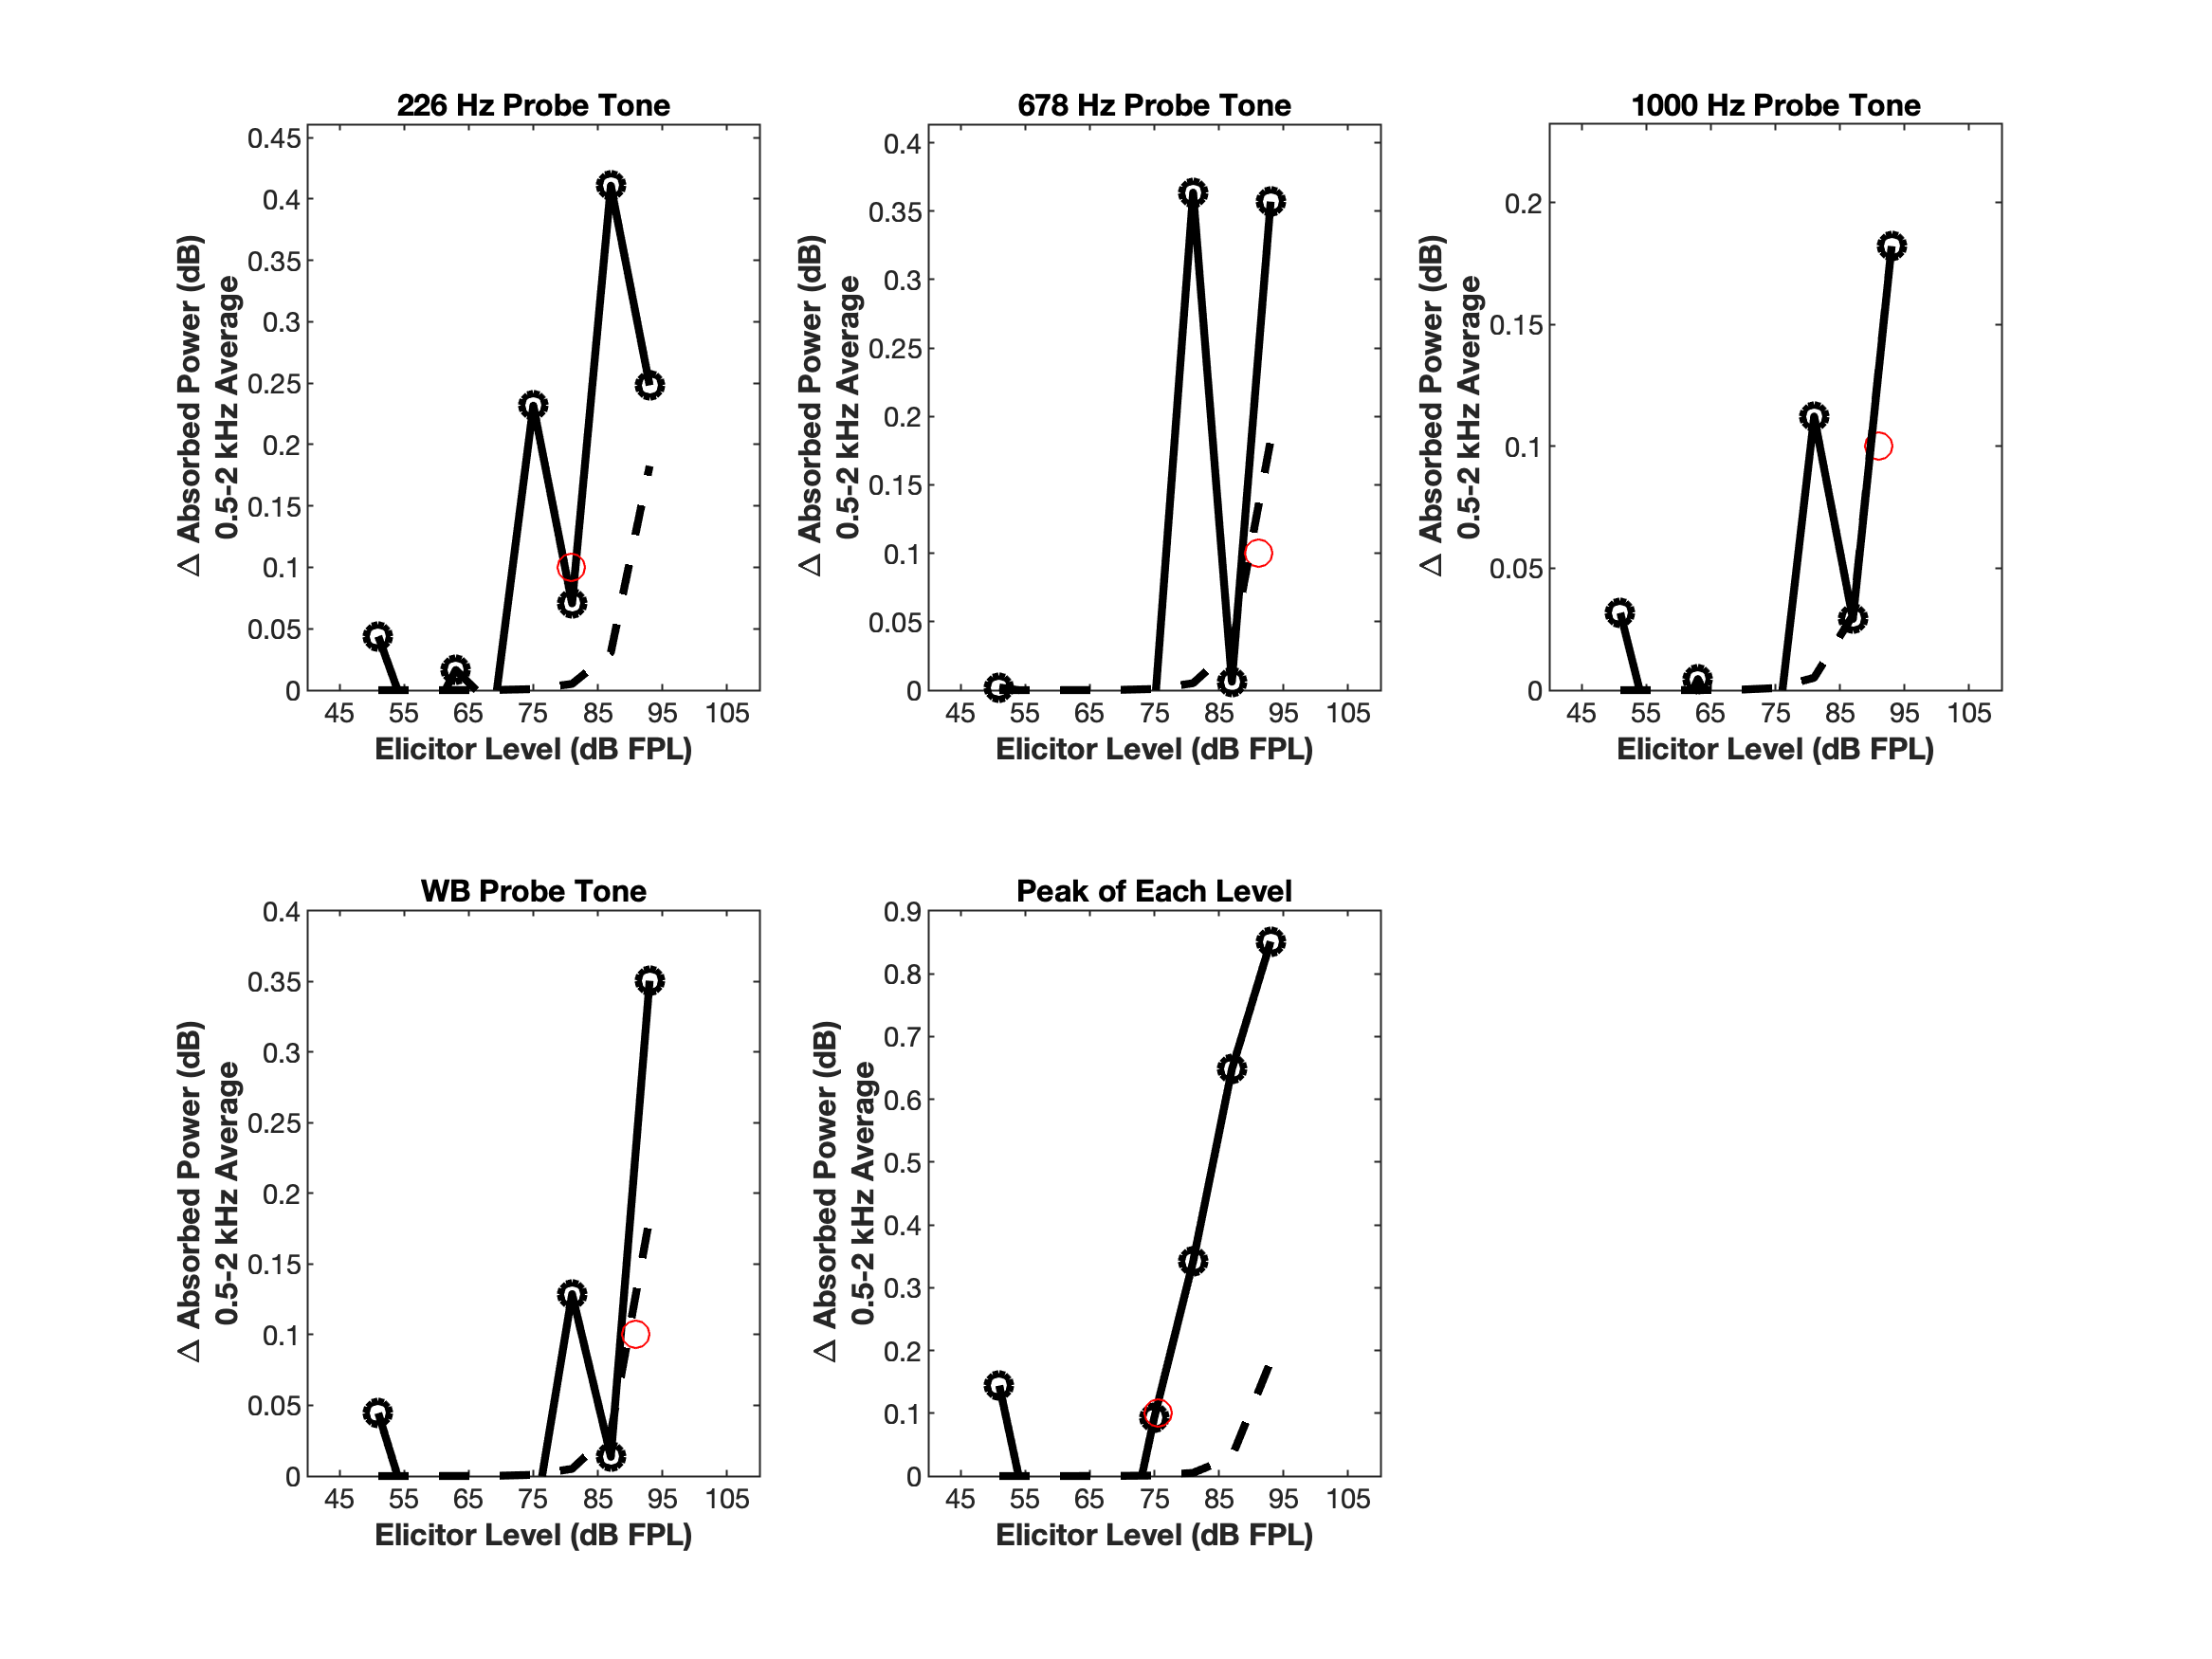 226 Hz Probe Tone
Δ Absorbed Power (dB)
0.5-2 kHz Average
0.45
0.4
0.35
0.3
0.25
0.2
0.15
0.1
0.05
0
45 55 65 75 85 95 105
Elicitor Level (dB FPL)
678 Hz Probe Tone
Δ Absorbed Power (dB)
0.5-2 kHz Average
0.4
0.35
0.3
0.25
0.2
0.15
0.1
0.05
0
45 55 65 75 85 95 105
Elicitor Level (dB FPL)
1000 Hz Probe Tone
Δ Absorbed Power (dB)
0.5-2 kHz Average
0.2
0.15
0.1
0.05
0
45 55 65 75 85 95 105
Elicitor Level (dB FPL)
WB Probe Tone
Δ Absorbed Power (dB)
0.5-2 kHz Average
0.4
0.35
0.3
0.25
0.2
0.15
0.1
0.05
0
45 55 65 75 85 95 105
Elicitor Level (dB FPL)
Peak of Each Level
Δ Absorbed Power (dB)
0.5-2 kHz Average
0.9
0.8
0.7
0.6
0.5
0.4
0.3
0.2
0.1
0
45 55 65 75 85 95 105
Elicitor Level (dB FPL)